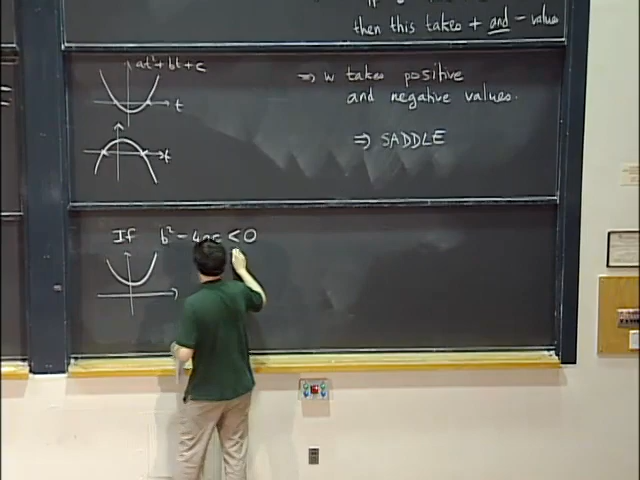 then this takes + and - values
at²+bt+c
t
t
⇒ w takes positive
and negative values.
⇒ SADDLE
If b² - 4ac < 0